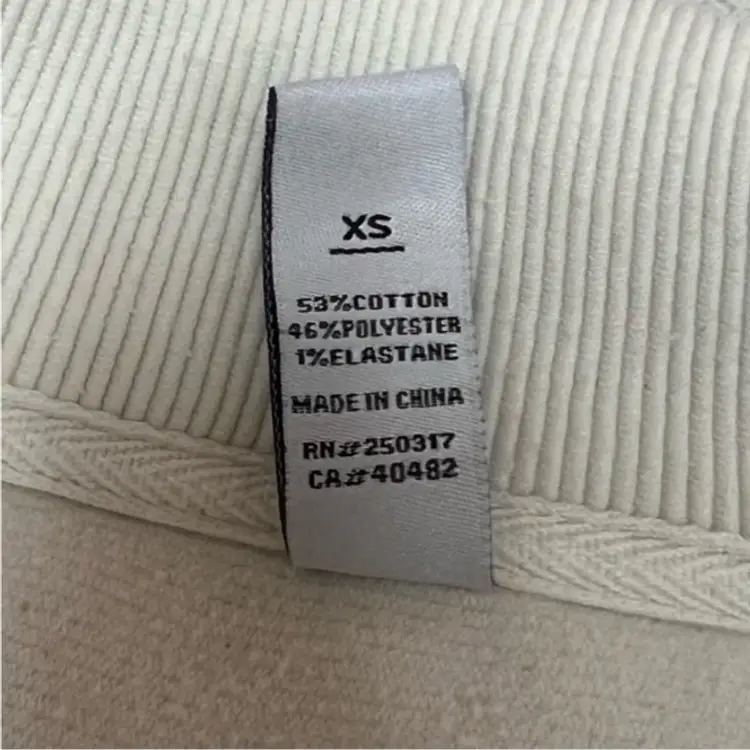 XS
53%COTTON
46%POLYESTER
1%ELASTANE
MADE IN CHINA
RN#250317
CA#40482